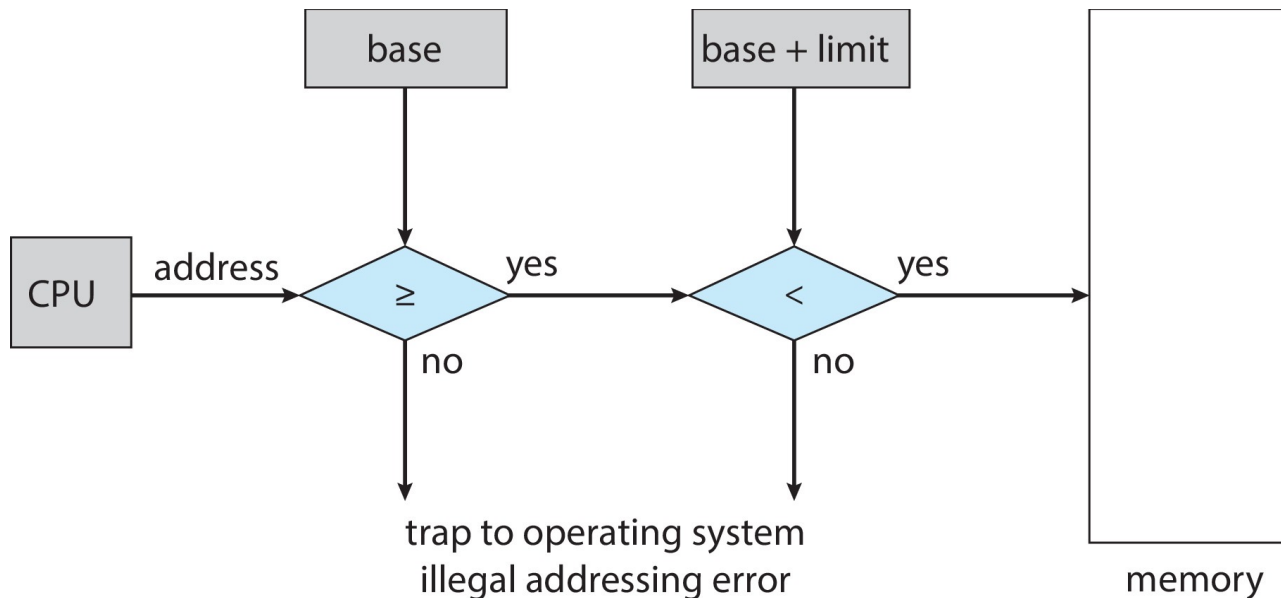 base
base + limit
CPU
address
≥
yes
<
yes
no
no
trap to operating system
illegal addressing error
memory